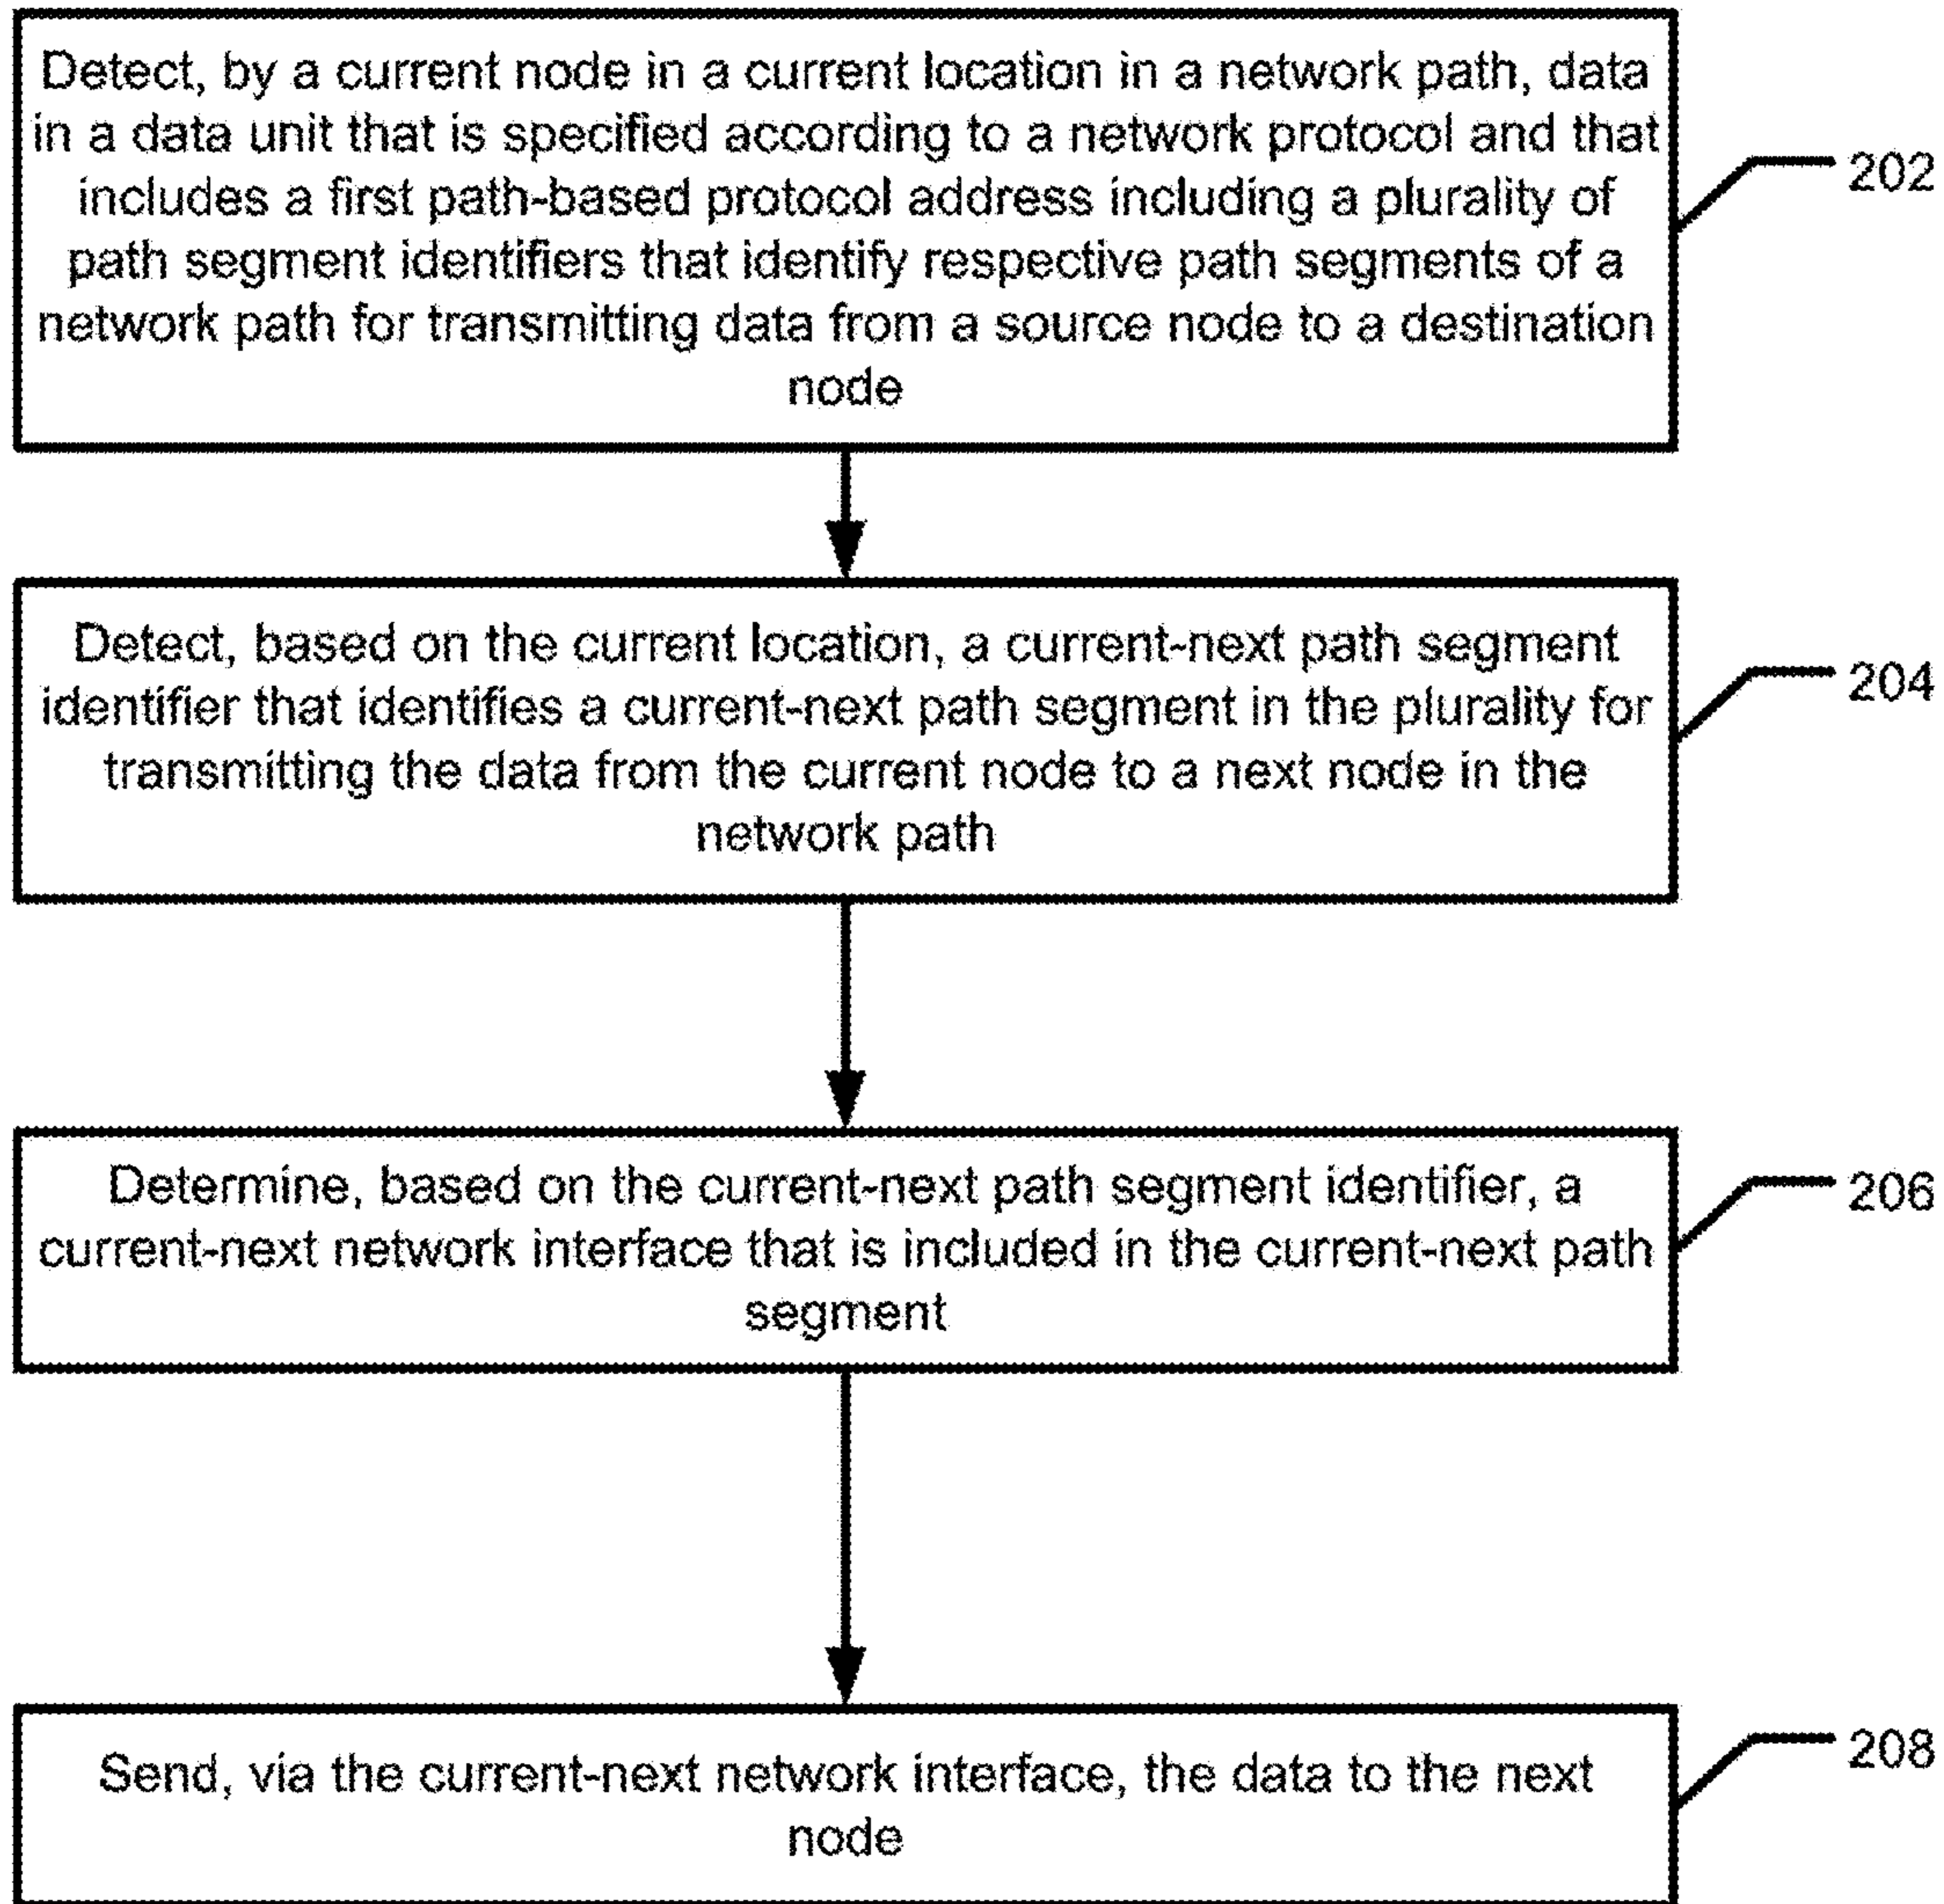 Detect, by a current node in a current location in a network path, data
in a data unit that is specified according to a network protocol and that
includes a first path-based protocol address including a plurality of
path segment identifiers that identify respective path segments of a
network path for transmitting data from a source node to a destination
node
202
Detect, based on the current location, a current-next path segment
identifier that identifies a current-next path segment in the plurality for
transmitting the data from the current node to a next node in the
network path
204
Determine, based on the current-next path segment identifier, a
current-next network interface that is included in the current-next path
segment
206
Send, via the current-next network interface, the data to the next
node
208